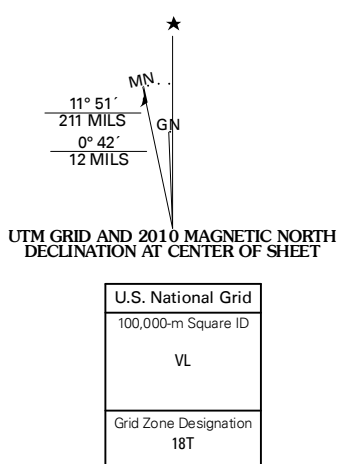 MN
11° 51´
211 MILS
GN
0° 42´
12 MILS
UTM GRID AND 2010 MAGNETIC NORTH
DECLINATION AT CENTER OF SHEET
U.S. National Grid
100,000-m Square ID
VL
Grid Zone Designation
18T